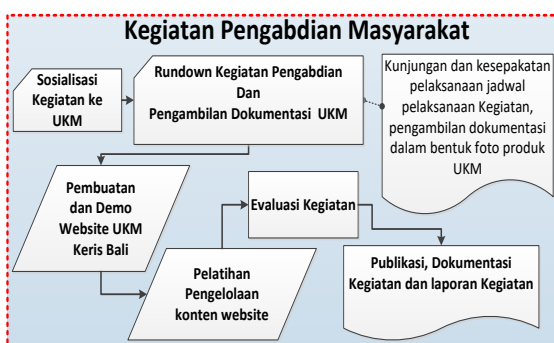 Kegiatan Pengabdian Masyarakat
Sosialisasi
Kegiatan ke
UKM
Rundown Kegiatan Pengabdian
Dan
Pengambilan Dokumentasi UKM
Kunjungan dan kesepakatan
pelaksanaan jadwal
pelaksanaan Kegiatan,
pengambilan dokumentasi
dalam bentuk foto produk
UKM
Pembuatan
dan Demo
Website UKM
Keris Bali
Pelatihan
Pengelolaan
konten website
Evaluasi Kegiatan
Publikasi, Dokumentasi
Kegiatan dan laporan Kegiatan